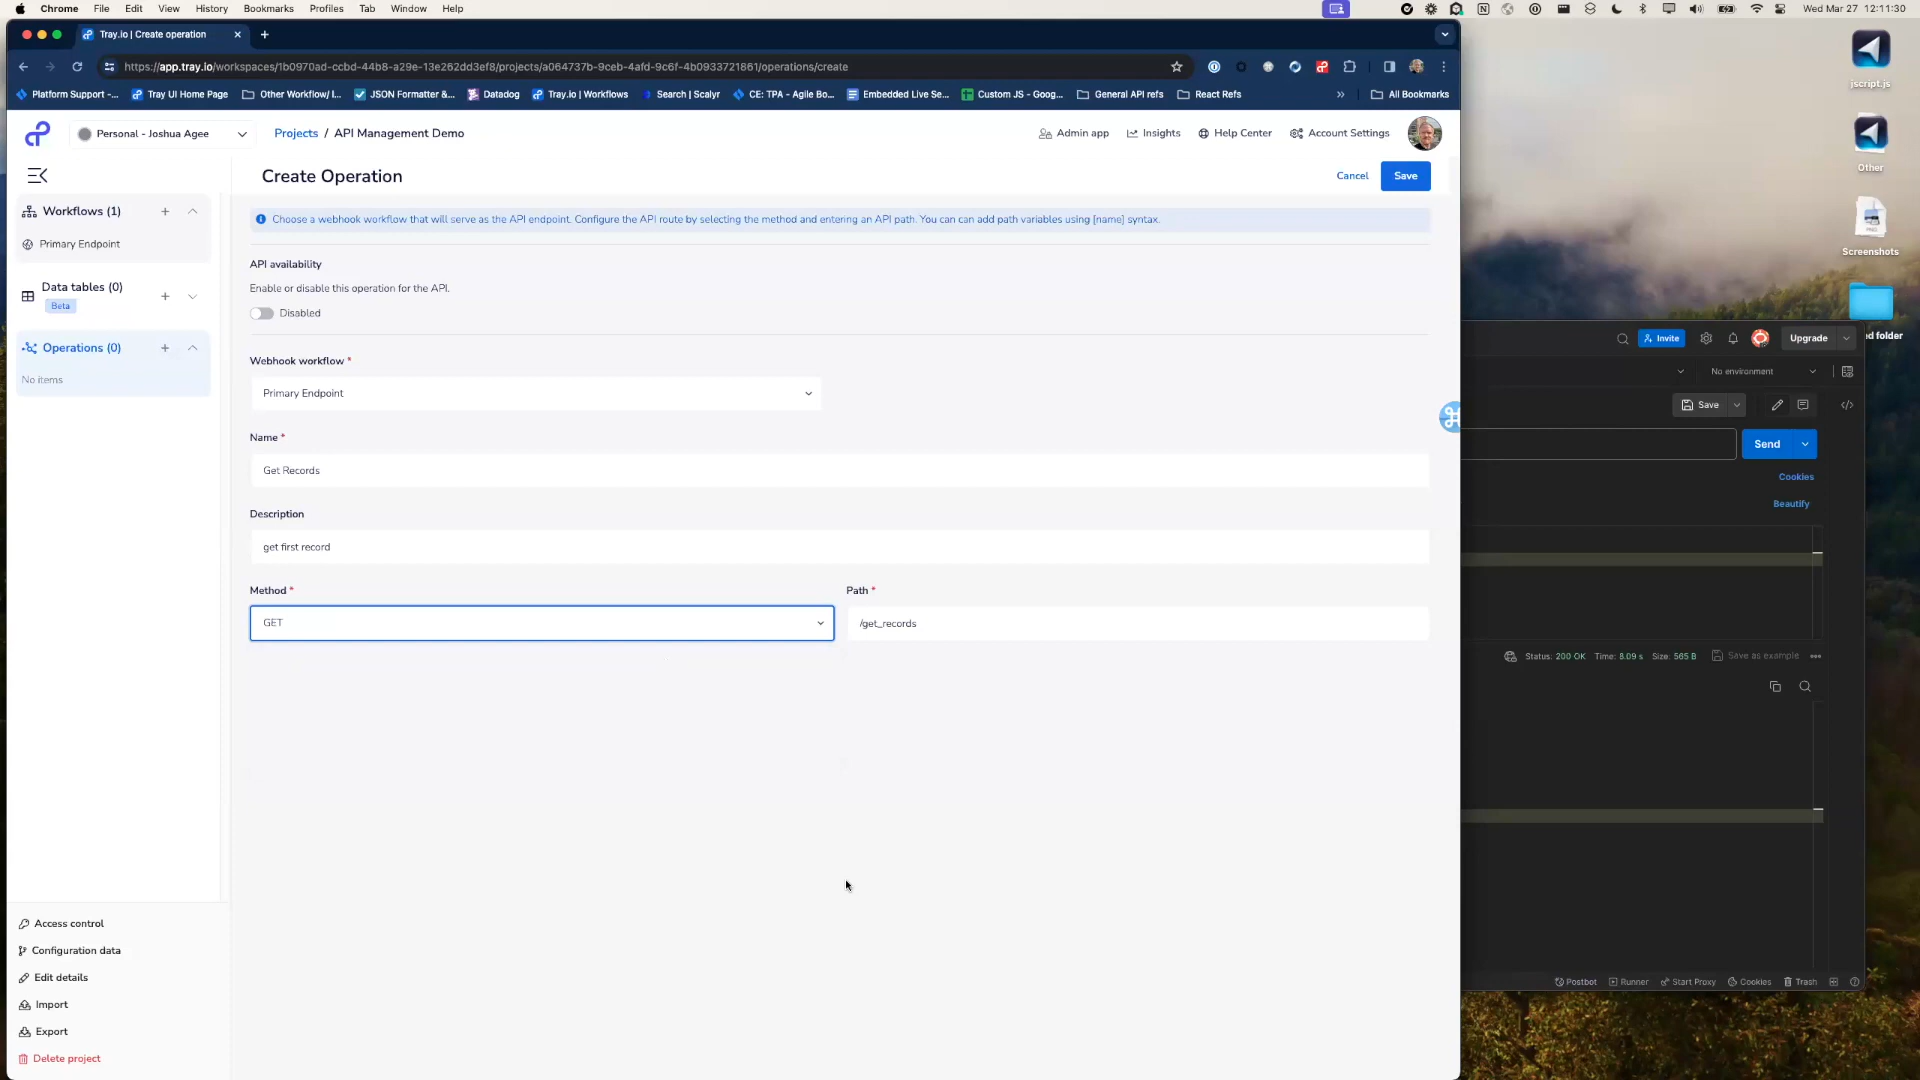 Chrome File Edit View History Bookmarks Profiles Tab Window Help
Wed Mar 27 12:11:30
Tray.io | Create operation
https://app.tray.io/workspaces/1b0970ad-ccbd-44b8-a29e-13e262dd3ef8/projects/a064737b-9ceb-4afd-9c6f-4b0933721861/operations/create
Platform Support -... Tray UI Home Page Other Workflow/ I... JSON Formatter &... Datadog Tray.io | Workflows Search | Scalyr CE: TPA - Agile Bo... Embedded Live Se... Custom JS - Goog... General API refs React Refs » All Bookmarks
Personal - Joshua Agee
Projects / API Management Demo
Admin app Insights Help Center Account Settings
Create Operation
Cancel Save
Workflows (1)
Primary Endpoint
Data tables (0)
Beta
Operations (0)
No items
Choose a webhook workflow that will serve as the API endpoint. Configure the API route by selecting the method and entering an API path. You can can add path variables using [name] syntax.
API availability
Enable or disable this operation for the API.
Disabled
Webhook workflow *
Primary Endpoint
Name *
Get Records
Description
get first record
Method *
GET
Path *
/get_records
Access control
Configuration data
Edit details
Import
Export
Delete project
jscript.js
Other
Screenshots
d folder
Invite Upgrade
No environment
Save
Send
Cookies
Beautify
Status: 200 OK Time: 8.09 s Size: 565 B Save as example
Postbot Runner Start Proxy Cookies Trash